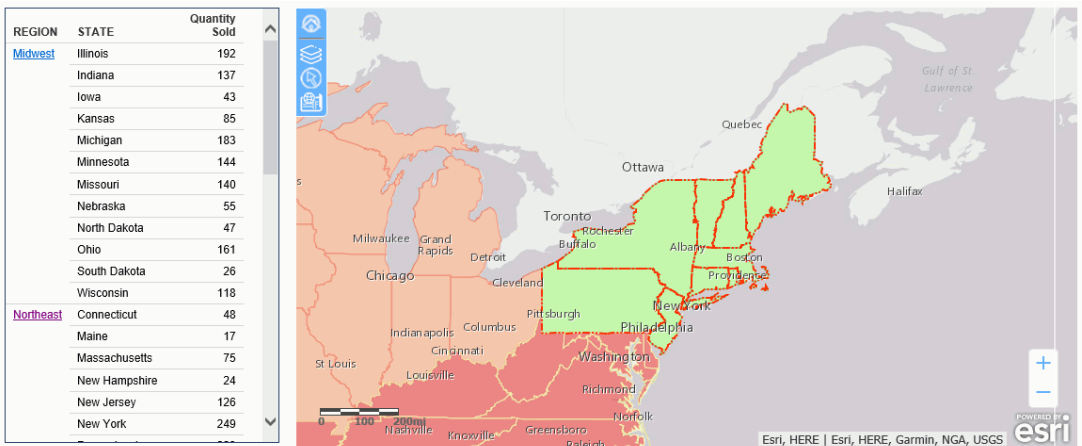 REGION STATE Quantity Sold
Midwest Illinois 192
Indiana 137
Iowa 43
Kansas 85
Michigan 183
Minnesota 144
Missouri 140
Nebraska 55
North Dakota 47
Ohio 161
South Dakota 26
Wisconsin 118
Northeast Connecticut 48
Maine 17
Massachusetts 75
New Hampshire 24
New Jersey 126
New York 249
Gulf of St.
Lawrence
Quebec
Ottawa
Halifax
Toronto
Rochester
Buffalo
Albany
Milwaukee
Grand
Rapids
Detroit
Boston
Chicago
Cleveland
Providence
New York
Pittsburgh
Philadelphia
Indianapolis
Columbus
Cincinnati
Washington
St Louis
Louisville
Richmond
0 100 200mi
Norfolk
Nashville
Knoxville
Greensboro
Raleigh
+
−
POWERED BY
esri
Esri, HERE | Esri, HERE, Garmin, NGA, USGS